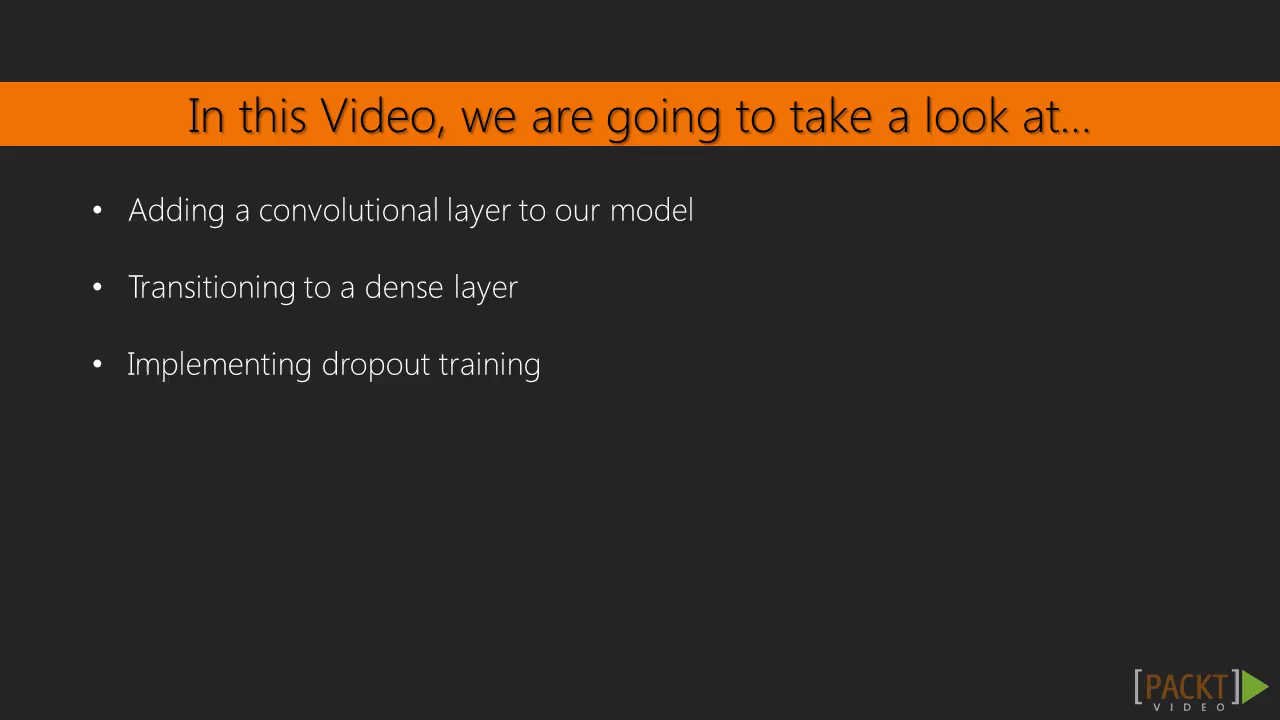 In this Video, we are going to take a look at...
• Adding a convolutional layer to our model
• Transitioning to a dense layer
• Implementing dropout training
[PACKT]
VIDEO